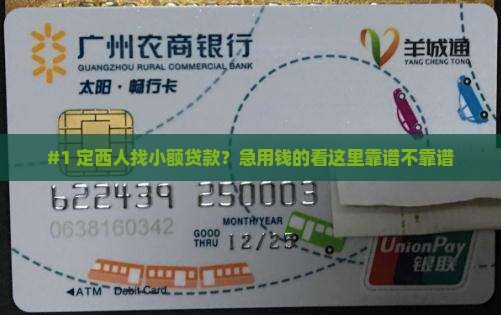 广州农商银行
GUANGZHOU RURAL COMMERCIAL BANK
太阳·畅行卡
羊城通
YANG CHENG TONG
#1 定西人找小额贷款？急用钱的看这里靠谱不靠谱
622439 250003
0638160342
MONTH/YEAR
GOOD THRU 12/25
◀ATM Debit Card
UnionPay
银联